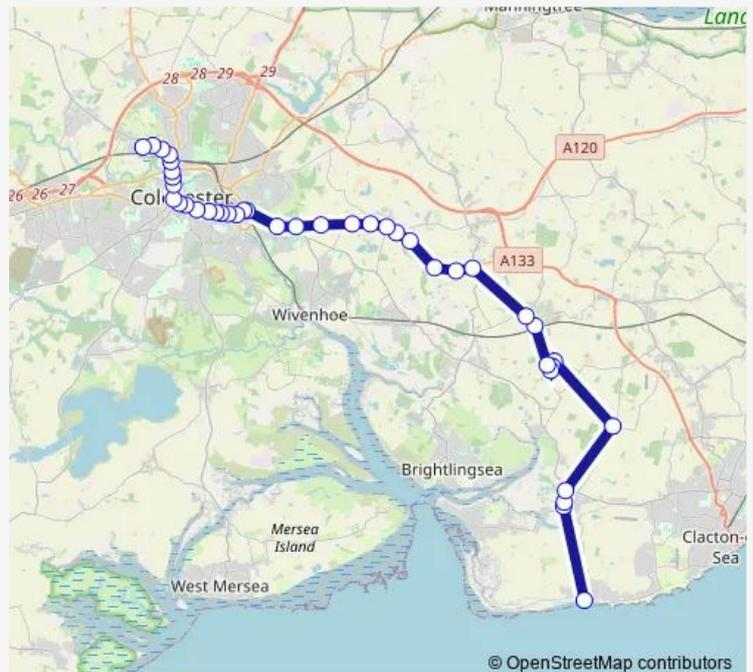 Manningtree
Land
28 28 29 29
A120
26 26 27
A133
Wivenhoe
Brightlingsea
Mersea
Island
Clacton-o
Sea
West Mersea
© OpenStreetMap contributors